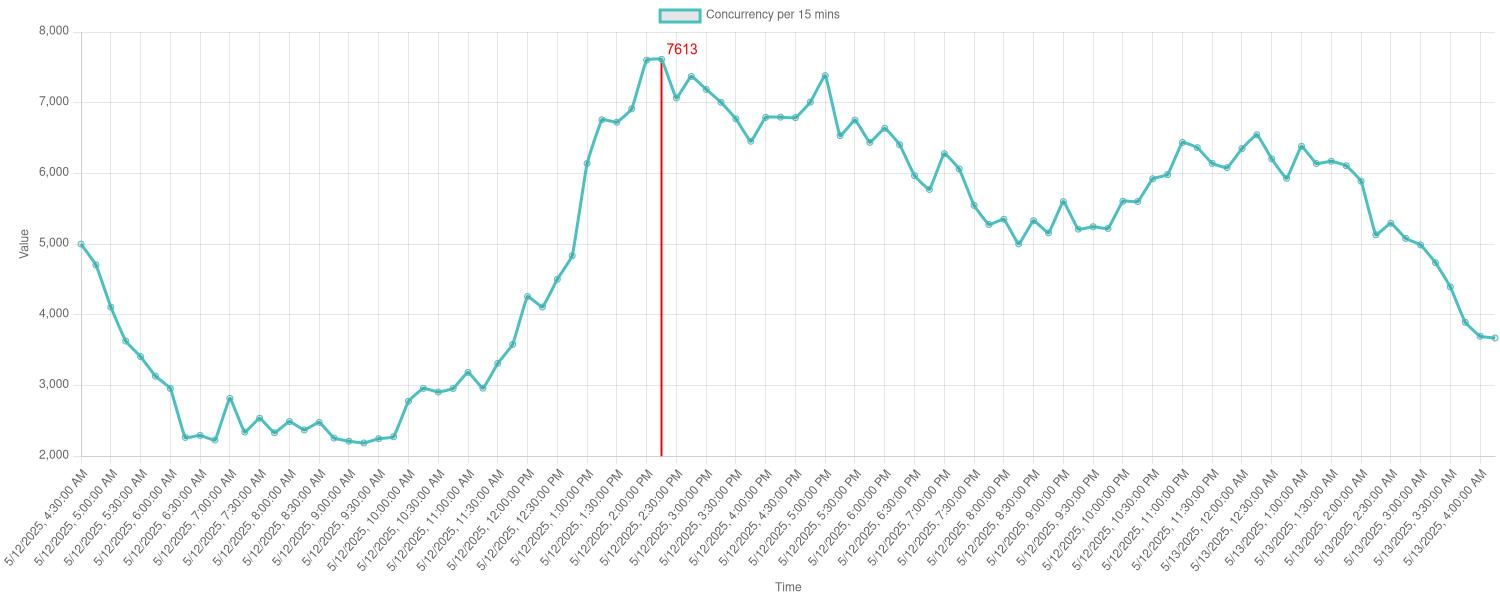 Concurrency per 15 mins
8,000
7613
7,000
6,000
5,000
Value
4,000
3,000
2,000
5/12/2025, 4:30:00 AM
5/12/2025, 5:00:00 AM
5/12/2025, 5:30:00 AM
5/12/2025, 6:00:00 AM
5/12/2025, 6:30:00 AM
5/12/2025, 7:00:00 AM
5/12/2025, 7:30:00 AM
5/12/2025, 8:00:00 AM
5/12/2025, 8:30:00 AM
5/12/2025, 9:00:00 AM
5/12/2025, 9:30:00 AM
5/12/2025, 10:00:00 AM
5/12/2025, 10:30:00 AM
5/12/2025, 11:00:00 AM
5/12/2025, 11:30:00 AM
5/12/2025, 12:00:00 PM
5/12/2025, 12:30:00 PM
5/12/2025, 1:00:00 PM
5/12/2025, 1:30:00 PM
5/12/2025, 2:00:00 PM
5/12/2025, 2:30:00 PM
5/12/2025, 3:00:00 PM
5/12/2025, 3:30:00 PM
5/12/2025, 4:00:00 PM
5/12/2025, 4:30:00 PM
5/12/2025, 5:00:00 PM
5/12/2025, 5:30:00 PM
5/12/2025, 6:00:00 PM
5/12/2025, 6:30:00 PM
5/12/2025, 7:00:00 PM
5/12/2025, 7:30:00 PM
5/12/2025, 8:00:00 PM
5/12/2025, 8:30:00 PM
5/12/2025, 9:00:00 PM
5/12/2025, 9:30:00 PM
5/12/2025, 10:00:00 PM
5/12/2025, 10:30:00 PM
5/12/2025, 11:00:00 PM
5/12/2025, 11:30:00 PM
5/13/2025, 12:00:00 AM
5/13/2025, 12:30:00 AM
5/13/2025, 1:00:00 AM
5/13/2025, 1:30:00 AM
5/13/2025, 2:00:00 AM
5/13/2025, 2:30:00 AM
5/13/2025, 3:00:00 AM
5/13/2025, 3:30:00 AM
5/13/2025, 4:00:00 AM
Time